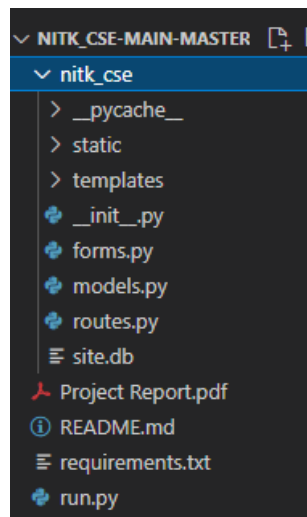 NITK_CSE-MAIN-MASTER
nitk_cse
__pycache__
static
templates
__init__.py
forms.py
models.py
routes.py
site.db
Project Report.pdf
README.md
requirements.txt
run.py